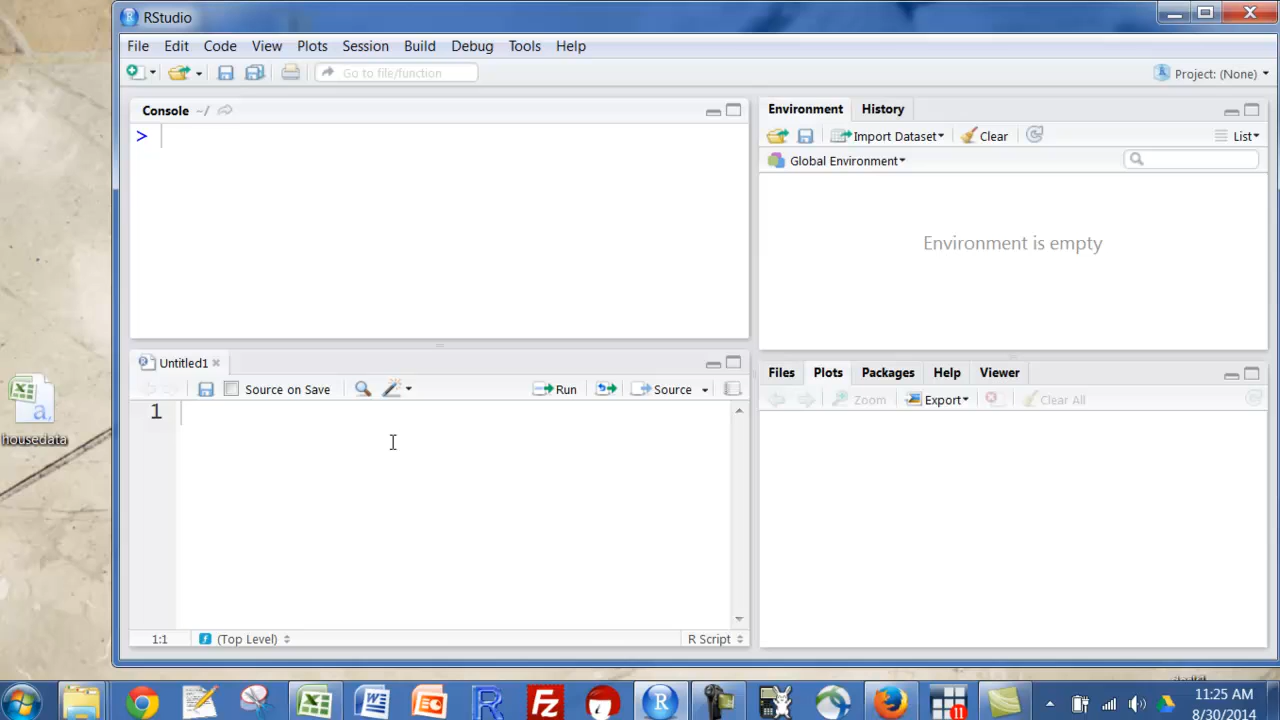 RStudio
File Edit Code View Plots Session Build Debug Tools Help
Go to file/function
Project: (None)
Console ~/
>
Environment History
Import Dataset Clear List
Global Environment
Environment is empty
housedata
Untitled1
Source on Save Run Source
1
1:1 (Top Level) R Script
Files Plots Packages Help Viewer
Zoom Export Clear All
11
11:25 AM
8/30/2014